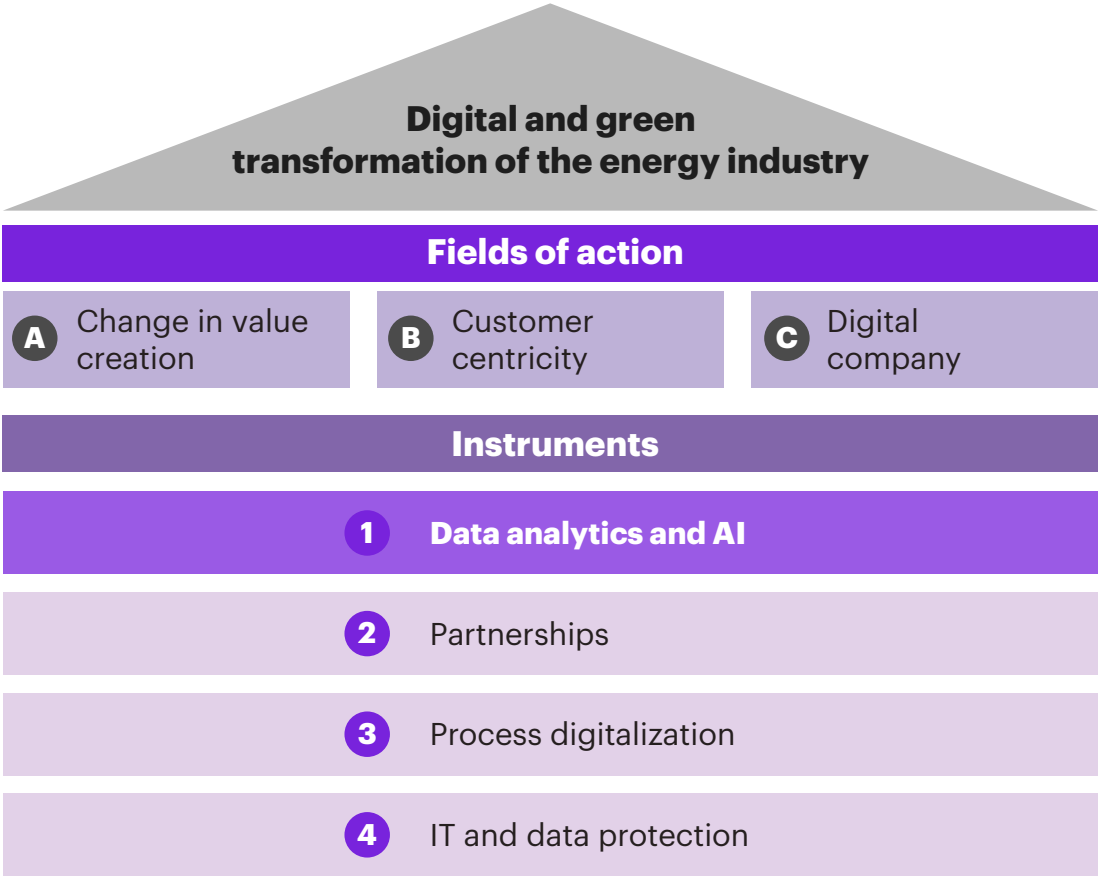 Digital and green
transformation of the energy industry
Fields of action
A
Change in value
creation
B
Customer
centricity
C
Digital
company
Instruments
1 Data analytics and AI
2 Partnerships
3 Process digitalization
4 IT and data protection